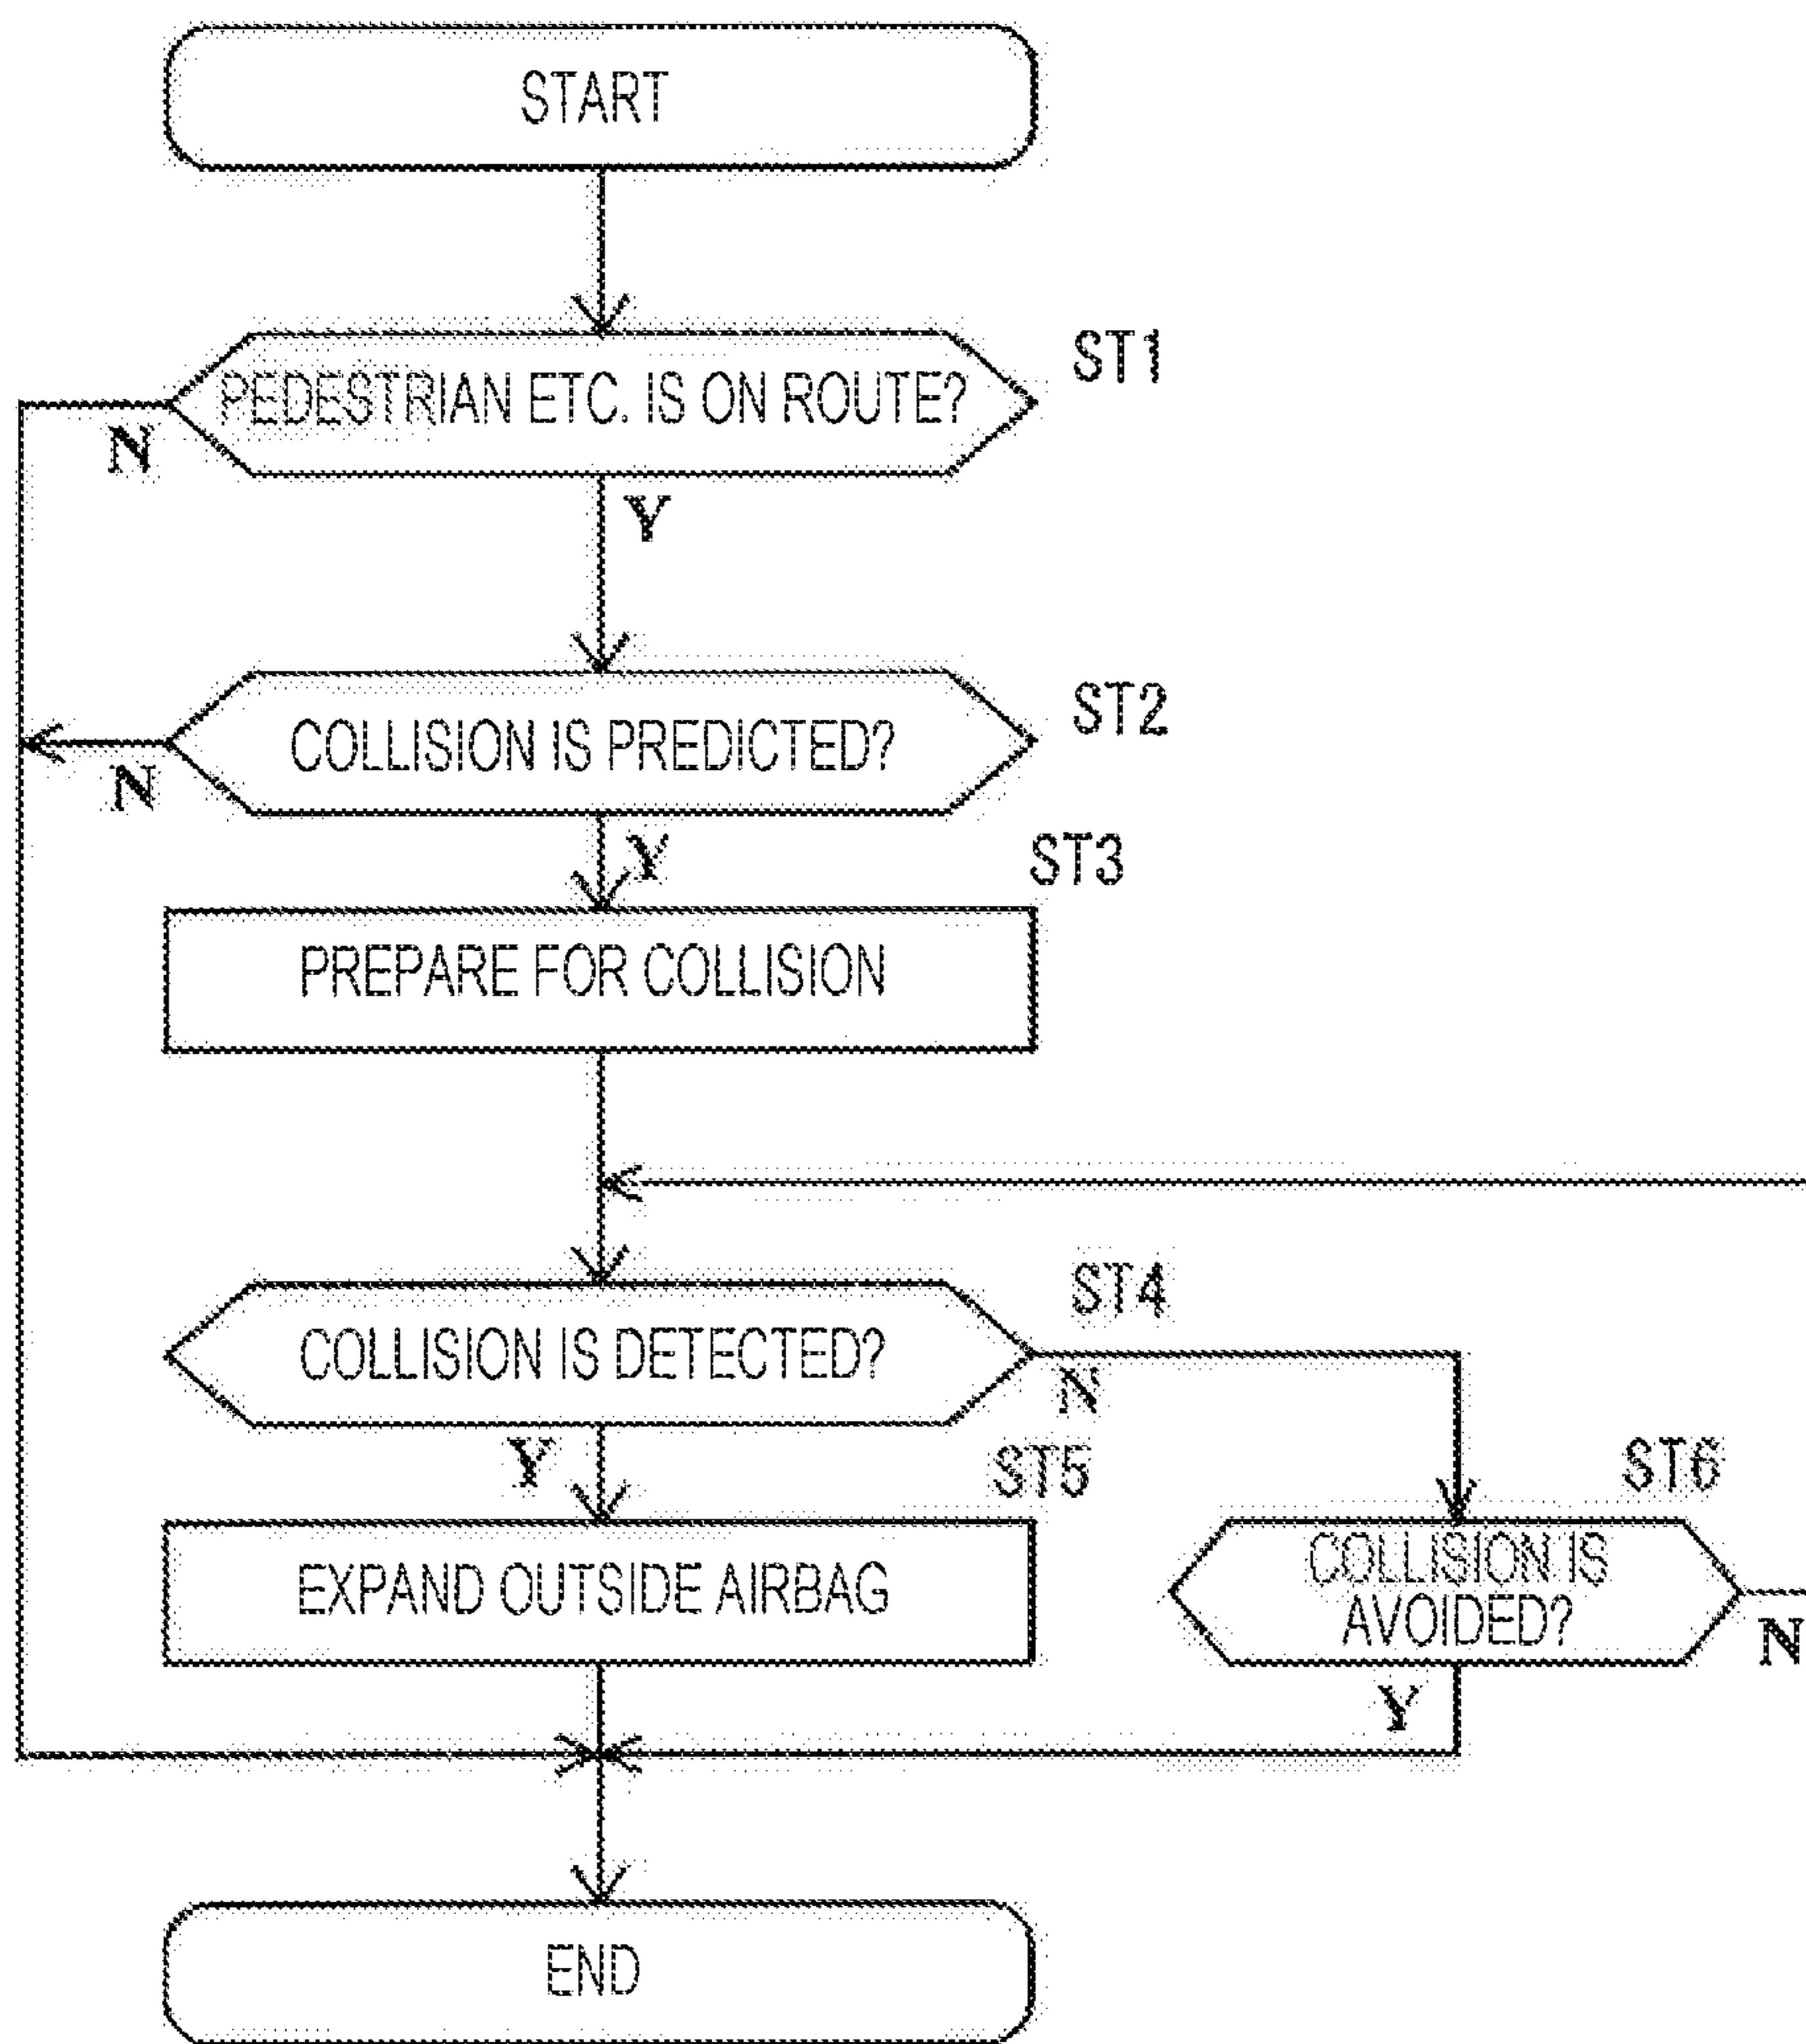 START
PEDESTRIAN ETC. IS ON ROUTE?
ST1
N
Y
COLLISION IS PREDICTED?
ST2
N
Y
ST3
PREPARE FOR COLLISION
COLLISION IS DETECTED?
ST4
N
Y
ST5
ST6
EXPAND OUTSIDE AIRBAG
COLLISION IS
AVOIDED?
N
Y
END